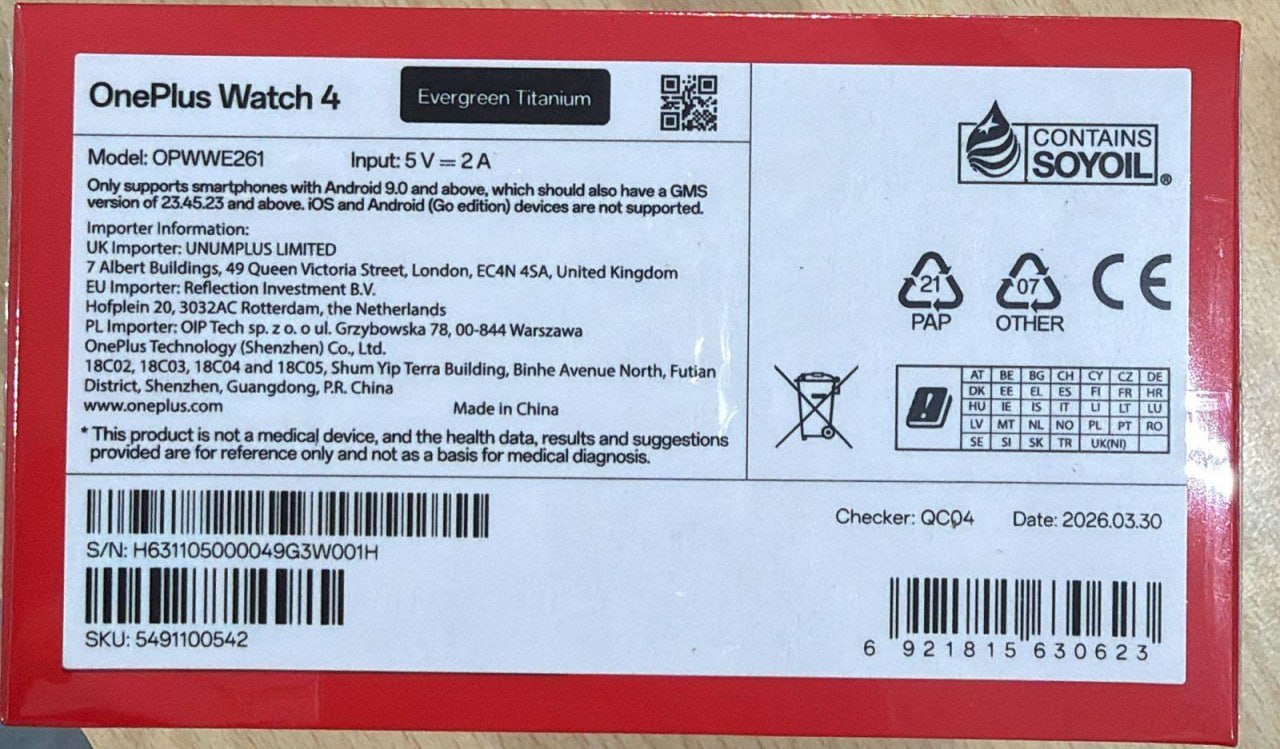 OnePlus Watch 4
Evergreen Titanium
Model: OPWWE261 Input: 5 V = 2 A
Only supports smartphones with Android 9.0 and above, which should also have a GMS
version of 23.45.23 and above. iOS and Android (Go edition) devices are not supported.
Importer Information:
UK Importer: UNUMPLUS LIMITED
7 Albert Buildings, 49 Queen Victoria Street, London, EC4N 4SA, United Kingdom
EU Importer: Reflection Investment B.V.
Hofplein 20, 3032AC Rotterdam, the Netherlands
PL Importer: OIP Tech sp. z o. o ul. Grzybowska 78, 00-844 Warszawa
OnePlus Technology (Shenzhen) Co., Ltd.
18C02, 18C03, 18C04 and 18C05, Shum Yip Terra Building, Binhe Avenue North, Futian
District, Shenzhen, Guangdong, P.R. China
www.oneplus.com Made in China
* This product is not a medical device, and the health data, results and suggestions
provided are for reference only and not as a basis for medical diagnosis.
CONTAINS
SOYOIL ®
21
PAP
07
OTHER
CE
AT BE BG CH CY CZ DE
DK EE EL ES FI FR HR
HU IE IS IT LI LT LU
LV MT NL NO PL PT RO
SE SI SK TR UK(NI)
S/N: H631105000049G3W001H
SKU: 5491100542
Checker: QC04 Date: 2026.03.30
6 921815 630623